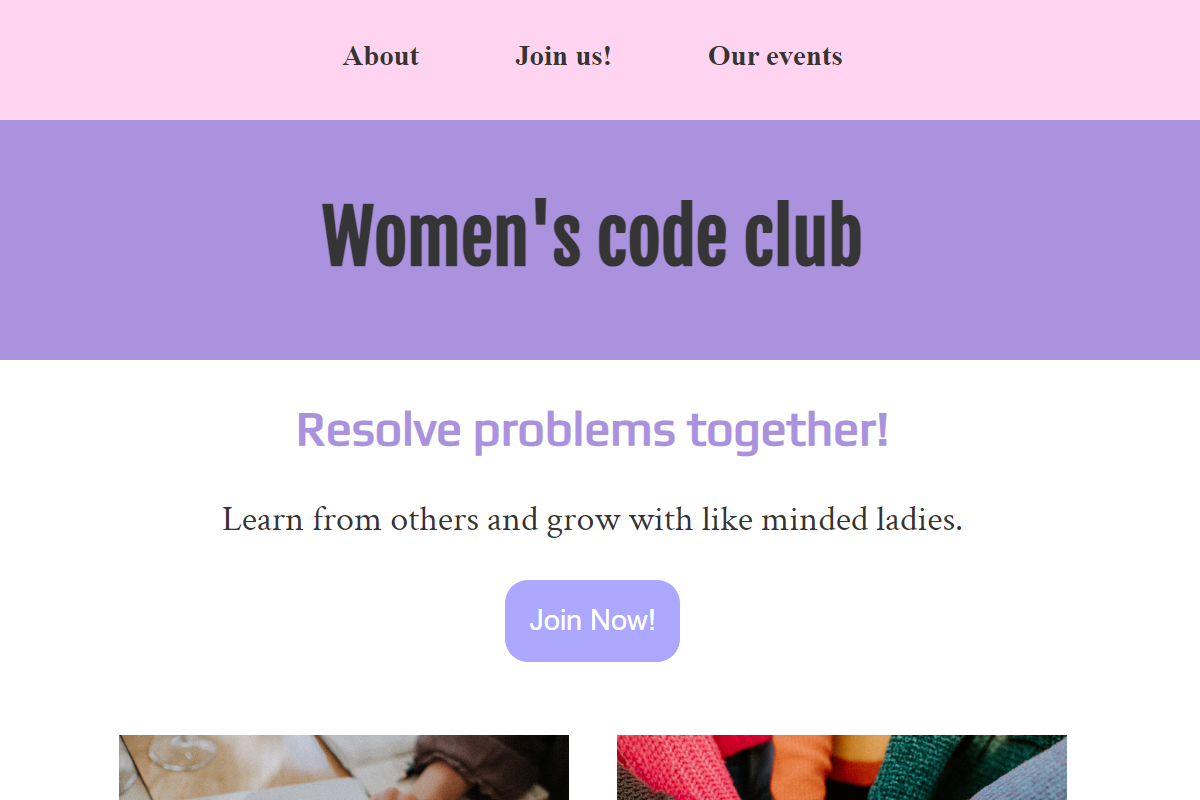 About Join us! Our events
Women's code club
Resolve problems together!
Learn from others and grow with like minded ladies.
Join Now!